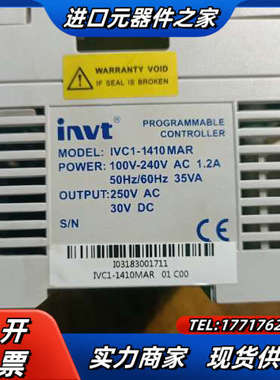 进口元器件之家
WARRANTY VOID
IF SEAL IS BROKEN
invt
PROGRAMMABLE
CONTROLLER
MODEL: IVC1-1410MAR
POWER: 100V-240V AC 1.2A
50Hz/60Hz 35VA
OUTPUT: 250V AC
30V DC
S/N
CE
I03183001711
IVC1-1410MAR 01 C00
开
票
TEL:1771762
实力商家 现货供